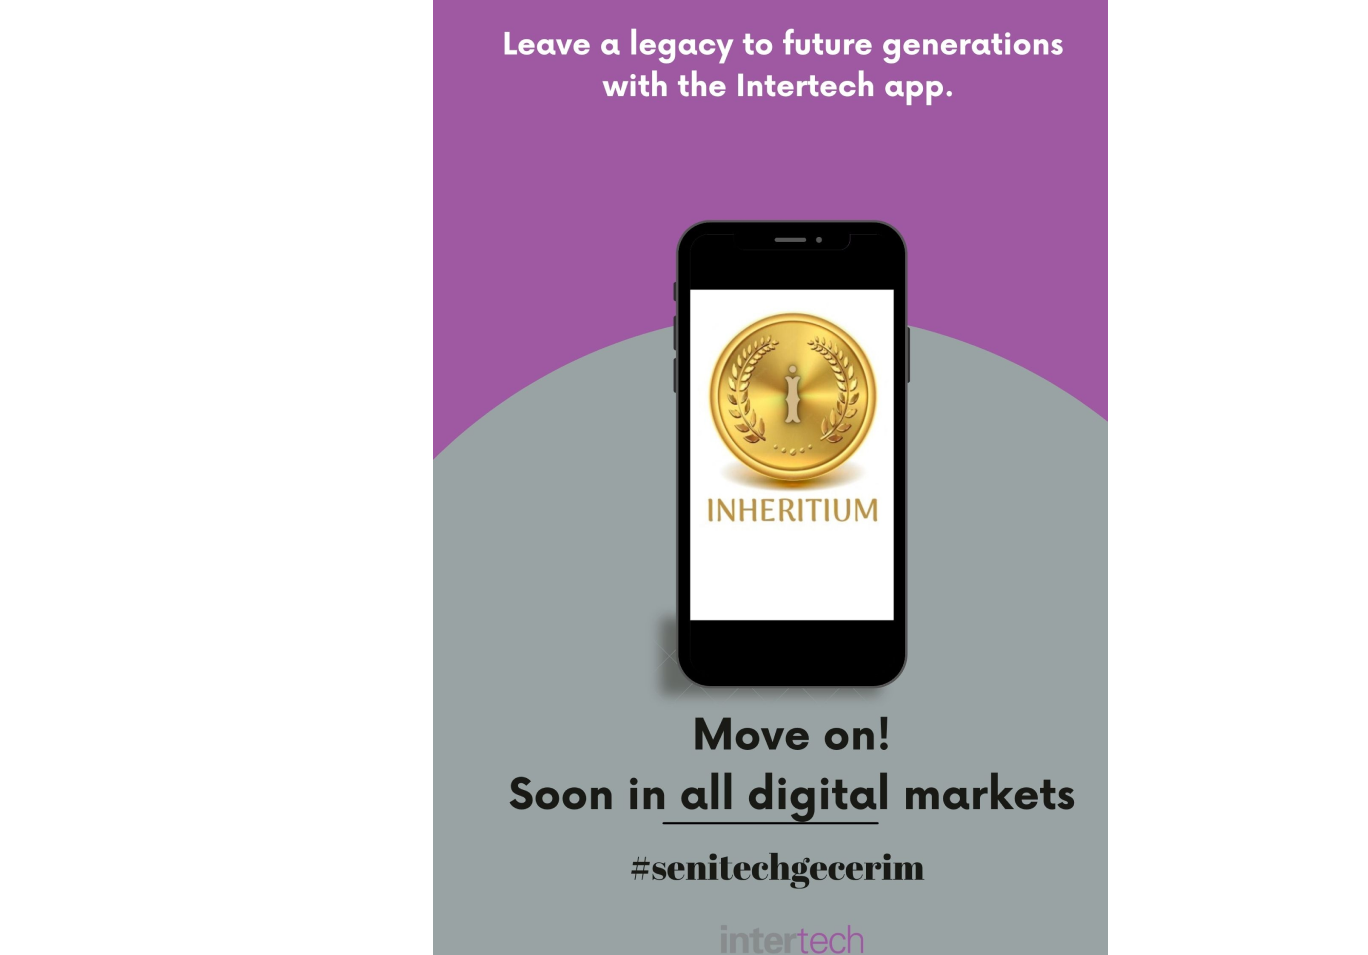 Leave a legacy to future generations
with the Intertech app.
i
INHERITIUM
Move on!
Soon in all digital markets
#senitechgecerim
intertech